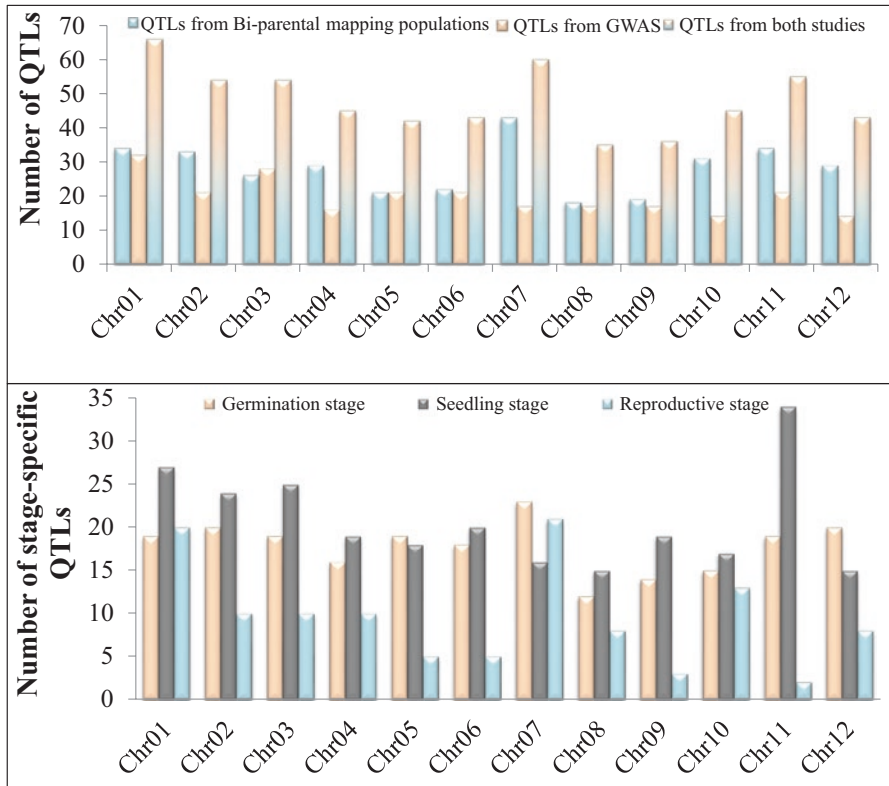 Number of QTLs
QTLs from Bi-parental mapping populations QTLs from GWAS QTLs from both studies
70
60
50
40
30
20
10
0
Chr01 Chr02 Chr03 Chr04 Chr05 Chr06 Chr07 Chr08 Chr09 Chr10 Chr11 Chr12
Number of stage-specific
QTLs
Germination stage Seedling stage Reproductive stage
35
30
25
20
15
10
5
0
Chr01 Chr02 Chr03 Chr04 Chr05 Chr06 Chr07 Chr08 Chr09 Chr10 Chr11 Chr12